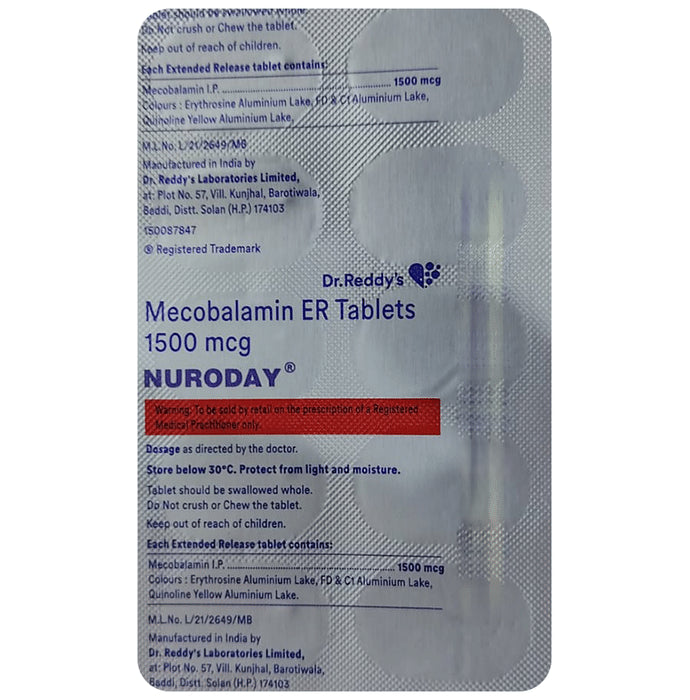 Tablet should be swallowed whole.
Do Not crush or Chew the tablet.
Keep out of reach of children.
Each Extended Release tablet contains:
Mecobalamin I.P. .......................................... 1500 mcg
Colours : Erythrosine Aluminium Lake, FD & C1 Aluminium Lake,
Quinoline Yellow Aluminium Lake.
M.L.No. L/21/2649/MB
Manufactured in India by
Dr. Reddy's Laboratories Limited,
at: Plot No. 57, Vill. Kunjhal, Barotiwala,
Baddi, Distt. Solan (H.P.) 174103
150087847
® Registered Trademark
Dr.Reddy's
Mecobalamin ER Tablets
1500 mcg
NURODAY®
Warning: To be sold by retail on the prescription of a Registered
Medical Practitioner only.
Dosage as directed by the doctor.
Store below 30°C. Protect from light and moisture.
Tablet should be swallowed whole.
Do Not crush or Chew the tablet.
Keep out of reach of children.
Each Extended Release tablet contains:
Mecobalamin I.P. .......................................... 1500 mcg
Colours : Erythrosine Aluminium Lake, FD & C1 Aluminium Lake,
Quinoline Yellow Aluminium Lake.
M.L.No. L/21/2649/MB
Manufactured in India by
Dr. Reddy's Laboratories Limited,
at: Plot No. 57, Vill. Kunjhal, Barotiwala,
Baddi, Distt. Solan (H.P.) 174103